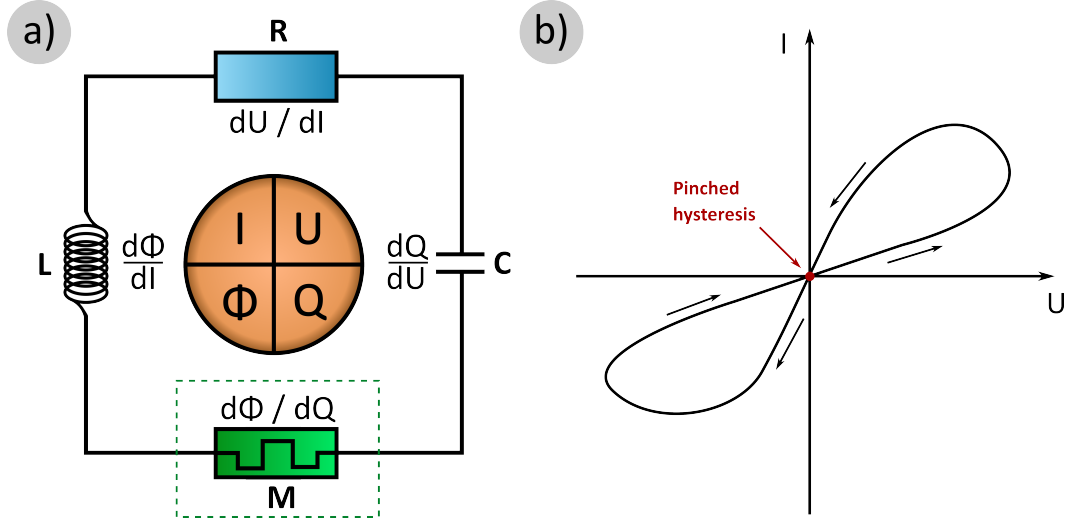 a)
R
dU / dI
I
U
Φ
Q
L
dΦ
dI
dQ
dU
C
dΦ / dQ
M
b)
I
Pinched
hysteresis
U